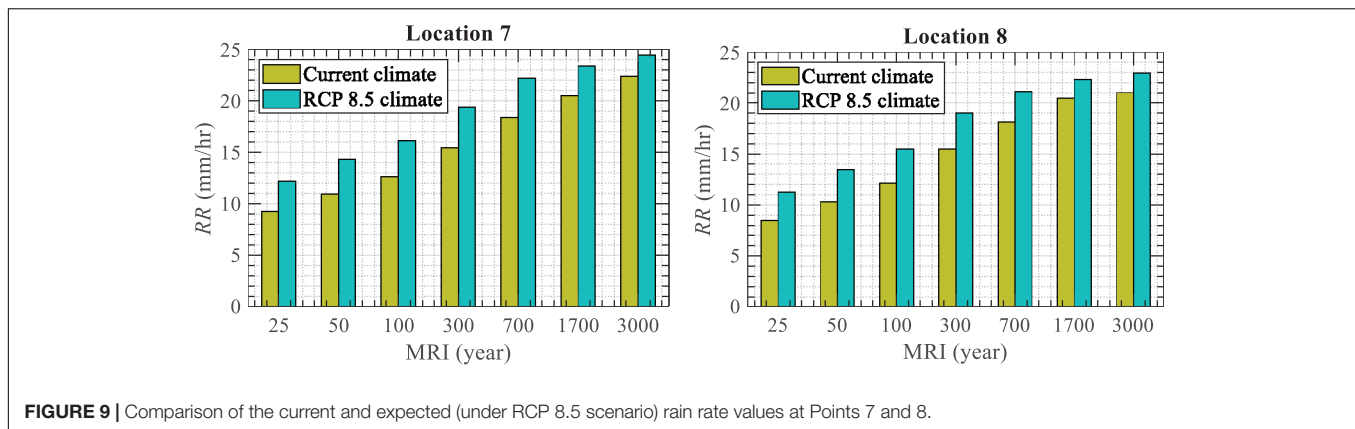 Location 7
25
20
15
10
5
0
RR (mm/hr)
Current climate
RCP 8.5 climate
25 50 100 300 700 1700 3000
MRI (year)
Location 8
25
20
15
10
5
0
RR (mm/hr)
Current climate
RCP 8.5 climate
25 50 100 300 700 1700 3000
MRI (year)
FIGURE 9 | Comparison of the current and expected (under RCP 8.5 scenario) rain rate values at Points 7 and 8.